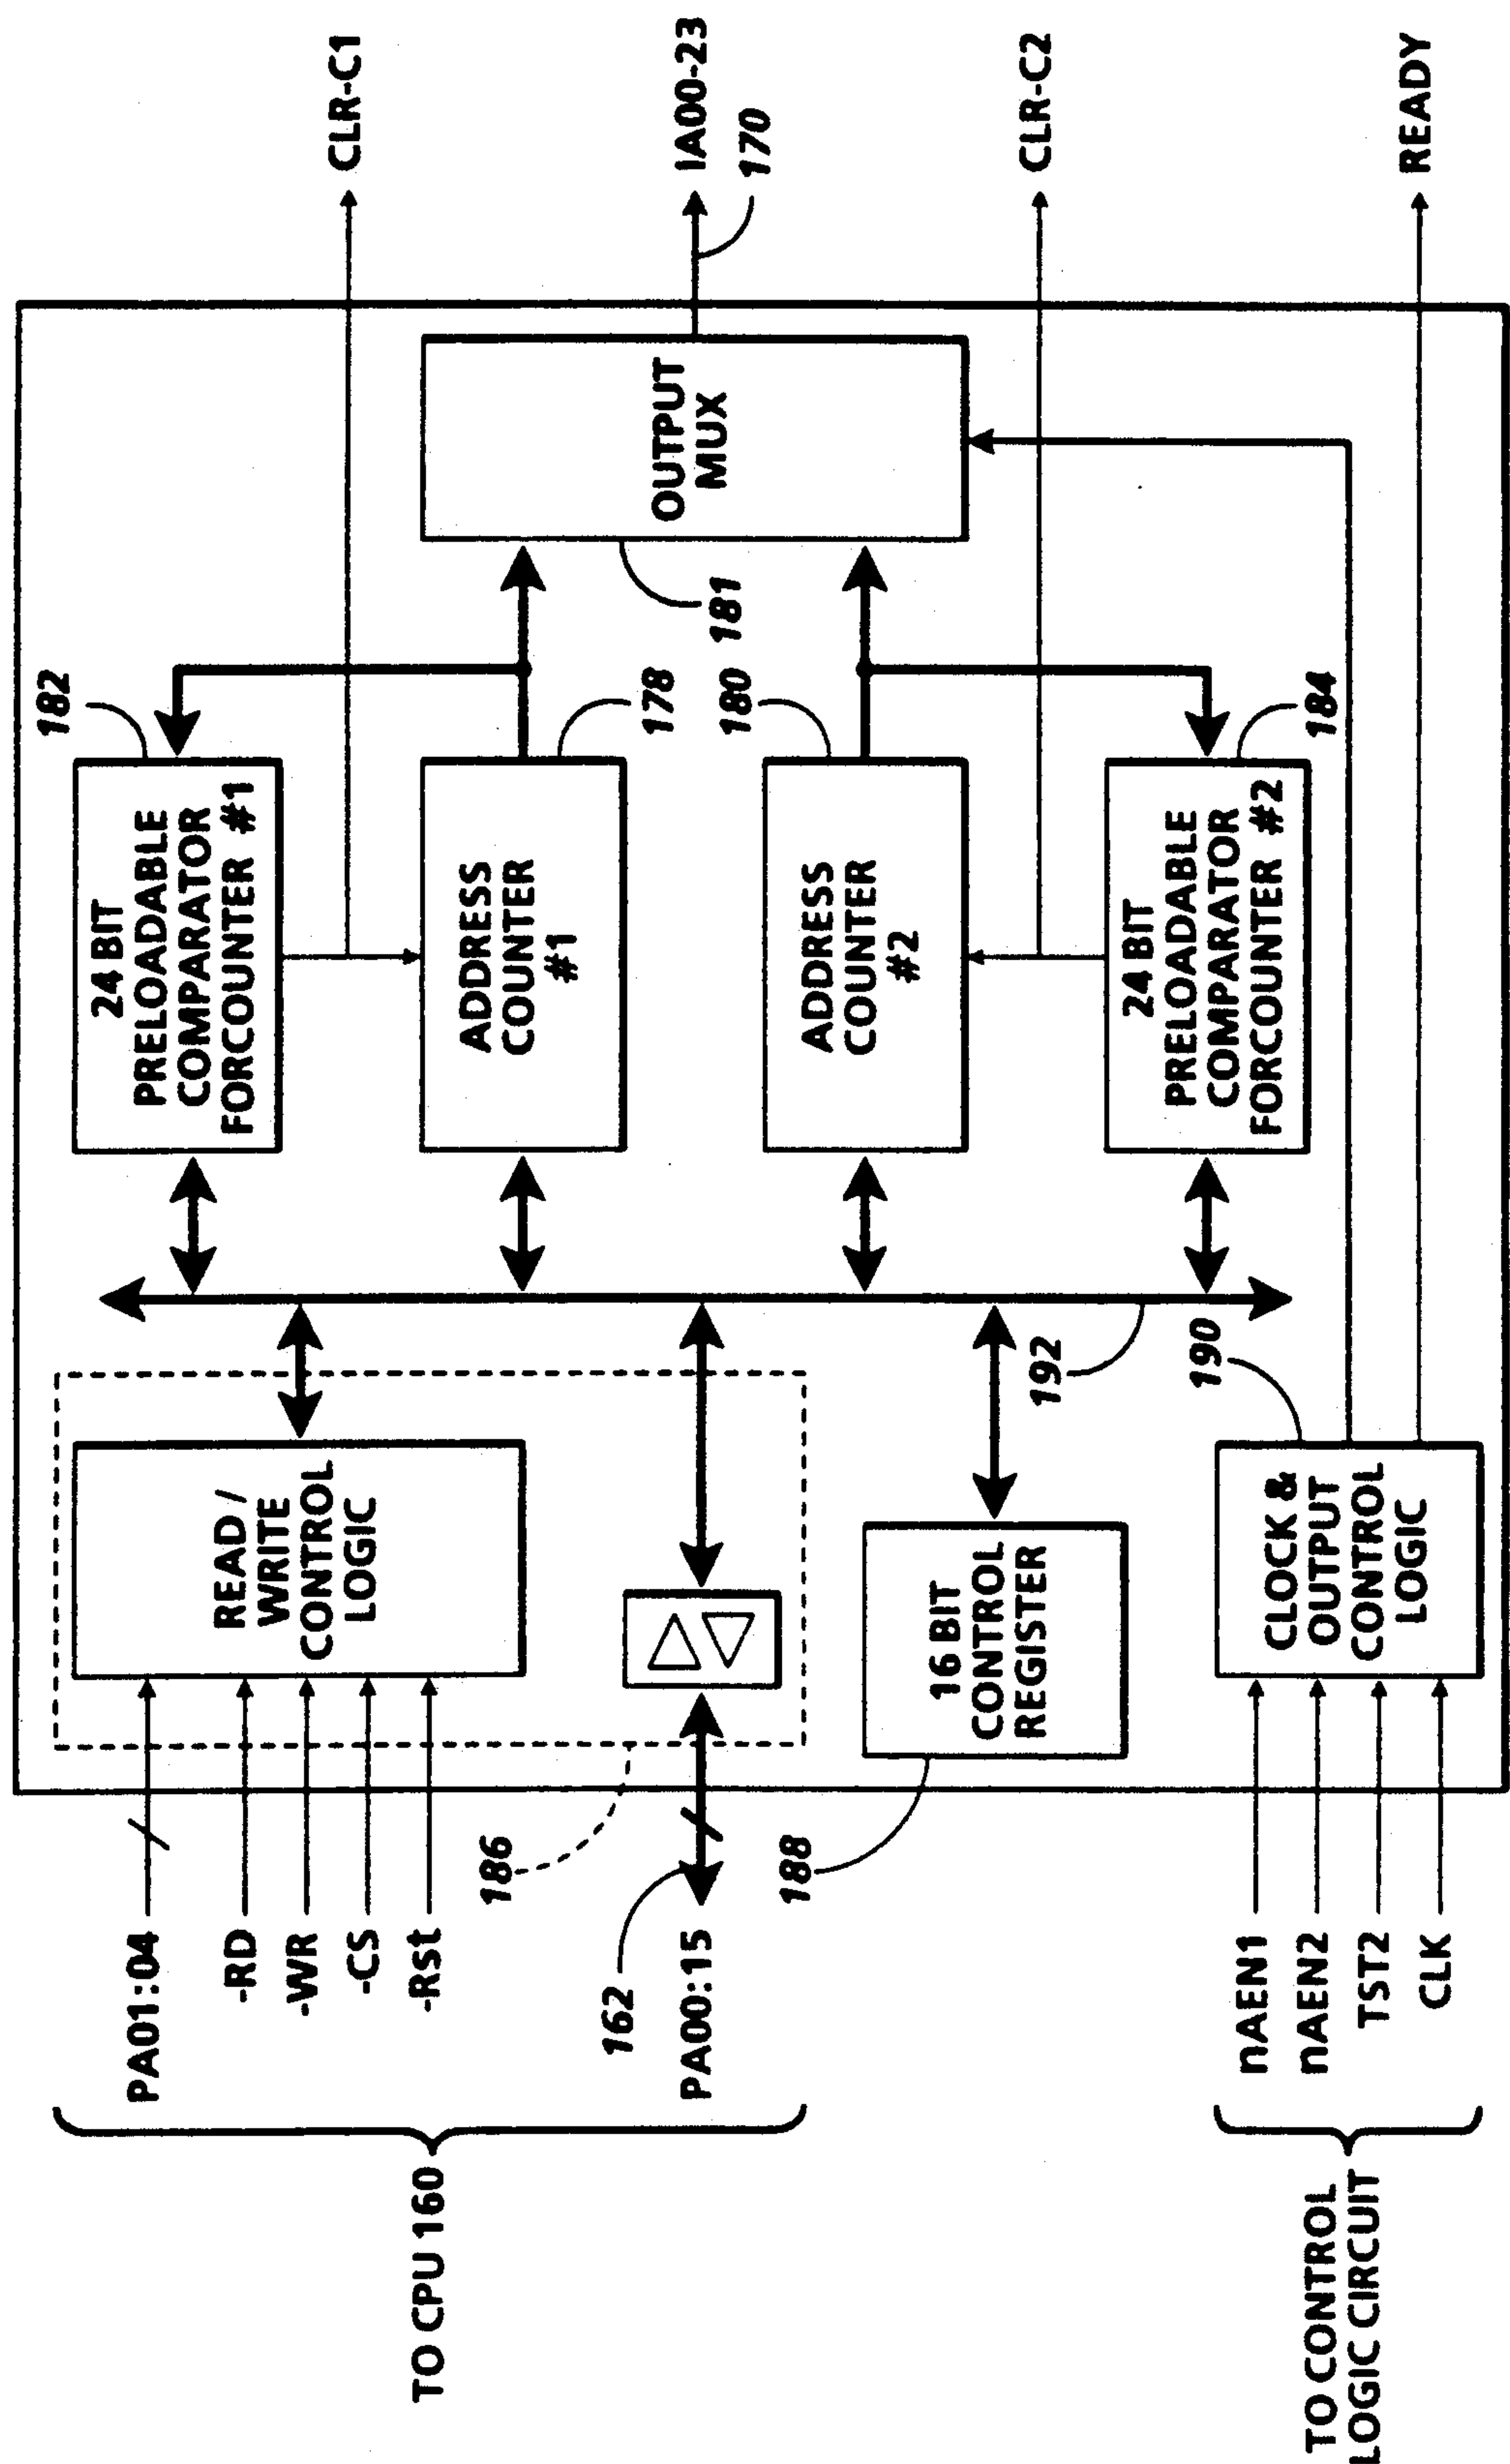 TO CPU 160
PA01:04
-RD
-WR
-CS
-Rst
162
PA00:15
186
188
TO CONTROL
LOGIC CIRCUIT
nAEN1
nAEN2
TST2
CLK
READ /
WRITE
CONTROL
LOGIC
16 BIT
CONTROL
REGISTER
CLOCK &
OUTPUT
CONTROL
LOGIC
192
190
24 BIT
PRELOADABLE
COMPARATOR
FORCOUNTER #1
182
ADDRESS
COUNTER
#1
178
ADDRESS
COUNTER
#2
180
24 BIT
PRELOADABLE
COMPARATOR
FORCOUNTER #2
184
OUTPUT
MUX
181
CLR-C1
IA00-23
170
CLR-C2
READY